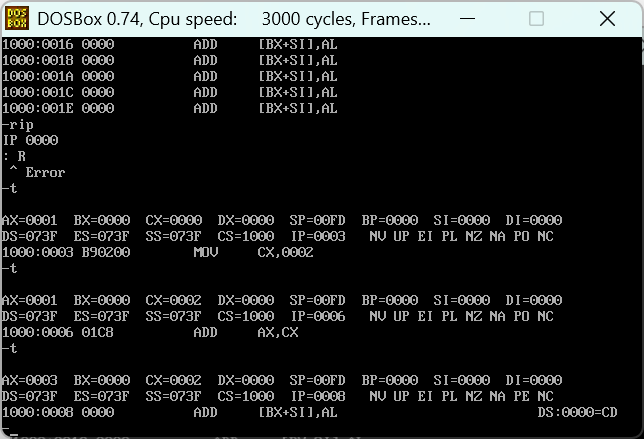 DOS BOX DOSBox 0.74, Cpu speed: 3000 cycles, Frames...
1000:0016 0000 ADD [BX+SI],AL
1000:0018 0000 ADD [BX+SI],AL
1000:001A 0000 ADD [BX+SI],AL
1000:001C 0000 ADD [BX+SI],AL
1000:001E 0000 ADD [BX+SI],AL
-rip
IP 0000
: R
^ Error
-t
AX=0001 BX=0000 CX=0000 DX=0000 SP=00FD BP=0000 SI=0000 DI=0000
DS=073F ES=073F SS=073F CS=1000 IP=0003 NV UP EI PL NZ NA PO NC
1000:0003 B90200 MOV CX,0002
-t
AX=0001 BX=0000 CX=0002 DX=0000 SP=00FD BP=0000 SI=0000 DI=0000
DS=073F ES=073F SS=073F CS=1000 IP=0006 NV UP EI PL NZ NA PO NC
1000:0006 01C8 ADD AX,CX
-t
AX=0003 BX=0000 CX=0002 DX=0000 SP=00FD BP=0000 SI=0000 DI=0000
DS=073F ES=073F SS=073F CS=1000 IP=0008 NV UP EI PL NZ NA PE NC
1000:0008 0000 ADD [BX+SI],AL DS:0000=CD
-